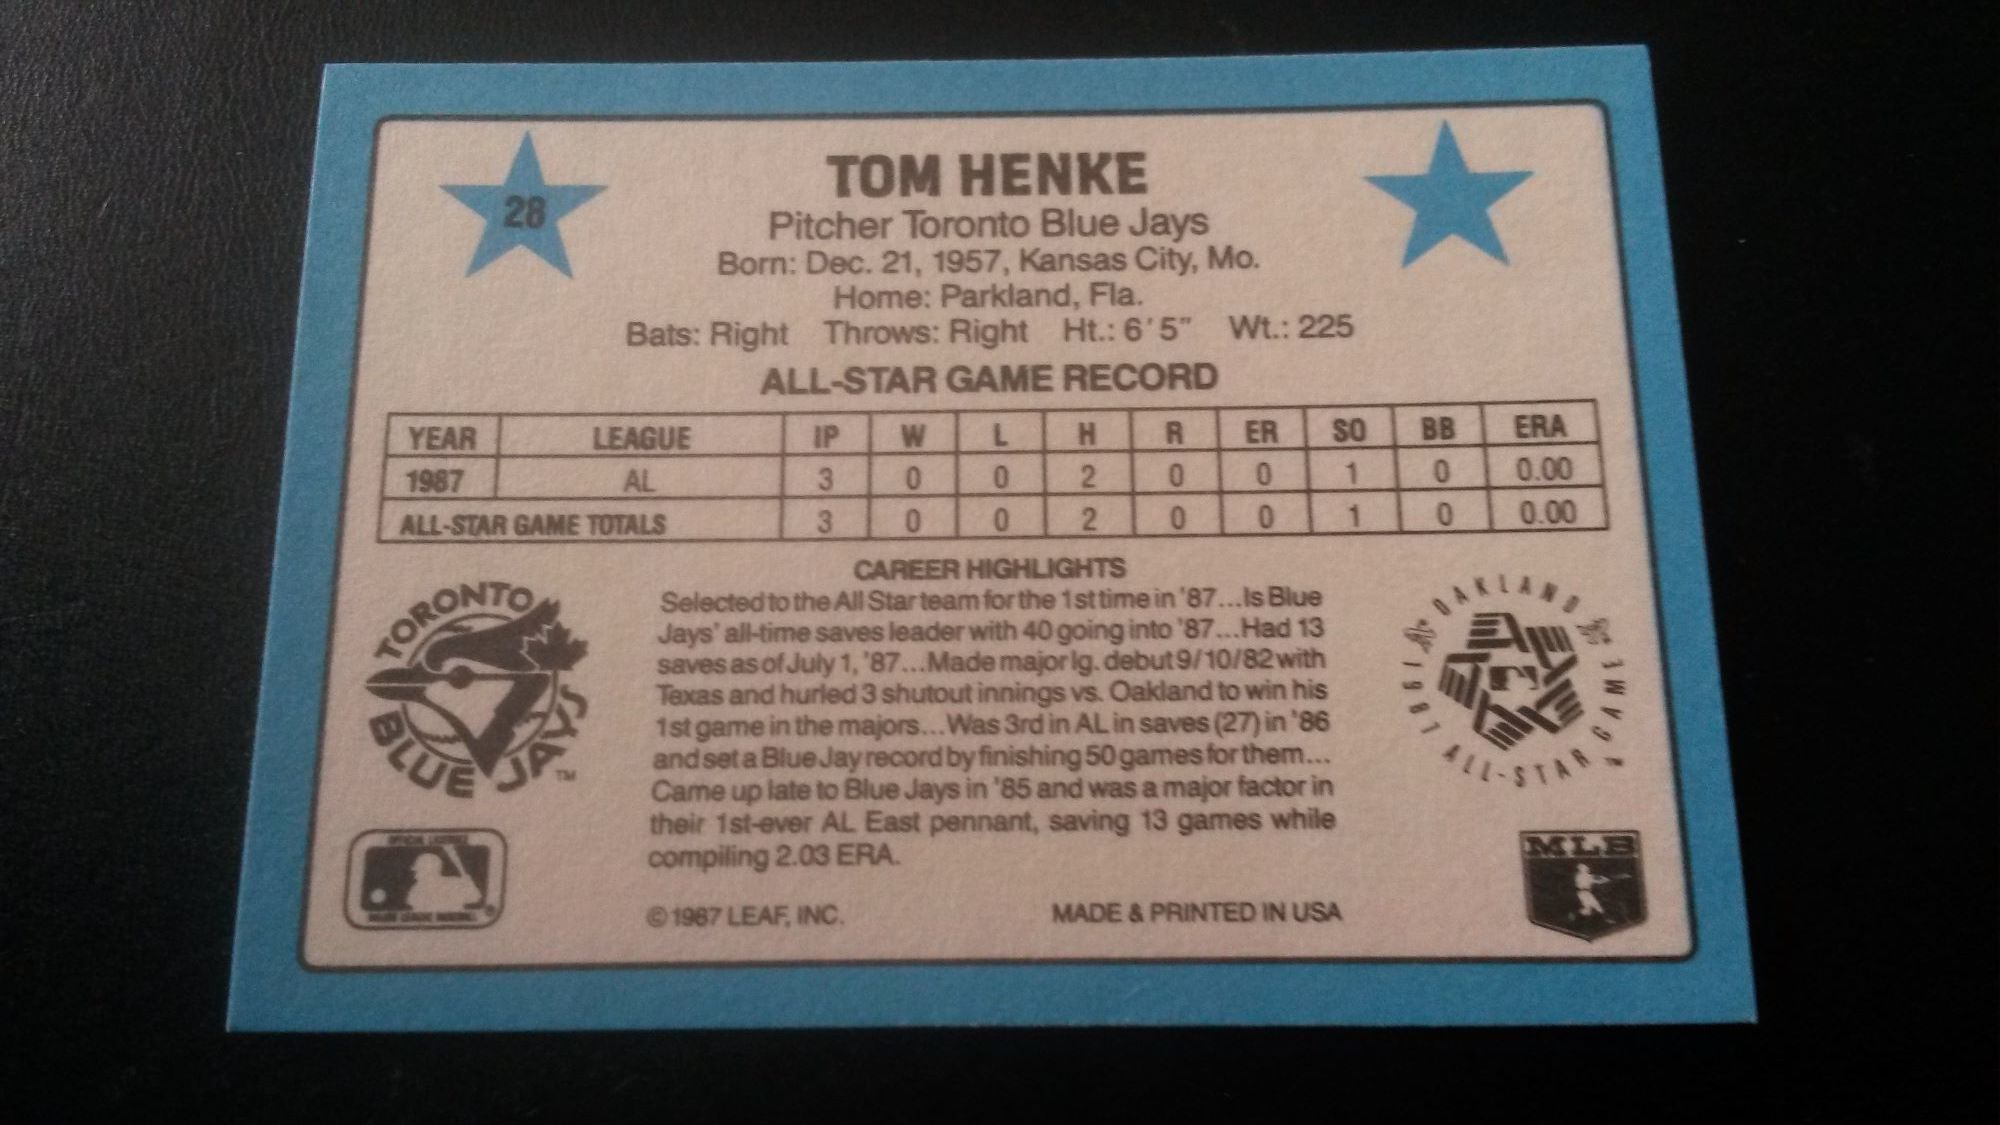 28
TOM HENKE
Pitcher Toronto Blue Jays
Born: Dec. 21, 1957, Kansas City, Mo.
Home: Parkland, Fla.
Bats: Right Throws: Right Ht.: 6'5" Wt.: 225
ALL-STAR GAME RECORD
YEAR LEAGUE IP W L H R ER SO BB ERA
1987 AL 3 0 0 2 0 0 1 0 0.00
ALL-STAR GAME TOTALS 3 0 0 2 0 0 1 0 0.00
CAREER HIGHLIGHTS
Selected to the All Star team for the 1st time in '87...Is Blue
Jays' all-time saves leader with 40 going into '87...Had 13
saves as of July 1, '87...Made major lg. debut 9/10/82 with
Texas and hurled 3 shutout innings vs. Oakland to win his
1st game in the majors...Was 3rd in AL in saves (27) in '86
and set a Blue Jay record by finishing 50 games for them...
Came up late to Blue Jays in '85 and was a major factor in
their 1st-ever AL East pennant, saving 13 games while
compiling 2.03 ERA.
TORONTO
BLUE JAYS
TM
OAKLAND
1987 ALL-STAR GAME
MLB
© 1987 LEAF, INC. MADE & PRINTED IN USA